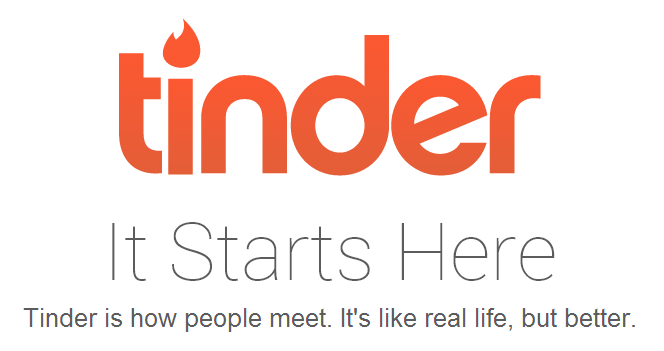 tinder
It Starts Here
Tinder is how people meet. It's like real life, but better.